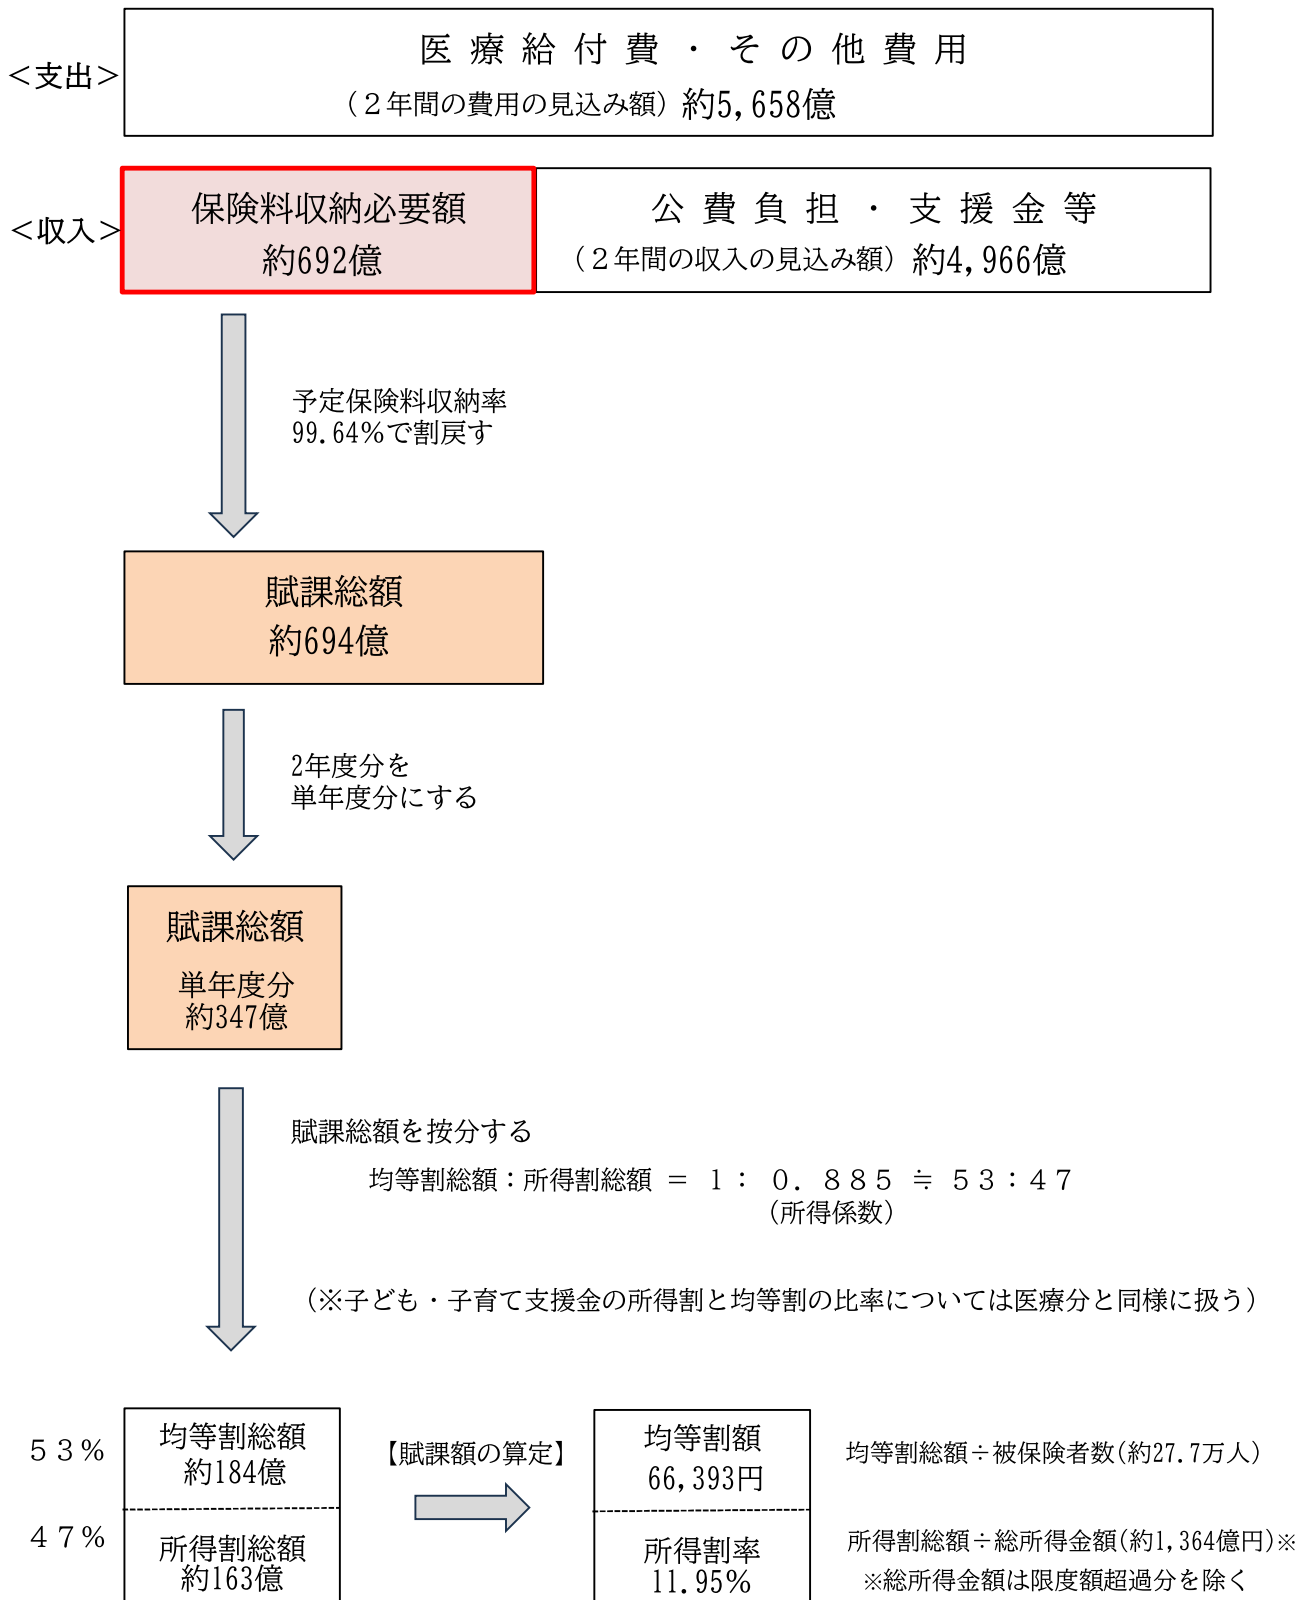 医療給付費・その他費用
＜支出＞
（２年間の費用の見込み額）約5,658億
保険料収納必要額
公費負担・支援金等
＜収入＞
約692億
（２年間の収入の見込み額）約4,966億
予定保険料収納率
99.64%で割戻す
賦課総額
約694億
2年度分を
単年度分にする
賦課総額
単年度分
約347億
賦課総額を按分する
均等割総額：所得割総額 ＝ １： ０．８８５ ≒ ５３：４７
（所得係数）
（※子ども・子育て支援金の所得割と均等割の比率については医療分と同様に扱う）
５３%
均等割総額
約184億
【賦課額の算定】
均等割額
66,393円
均等割総額÷被保険者数(約27.7万人)
４７%
所得割総額
約163億
所得割率
11.95%
所得割総額÷総所得金額(約1,364億円)※
※総所得金額は限度額超過分を除く